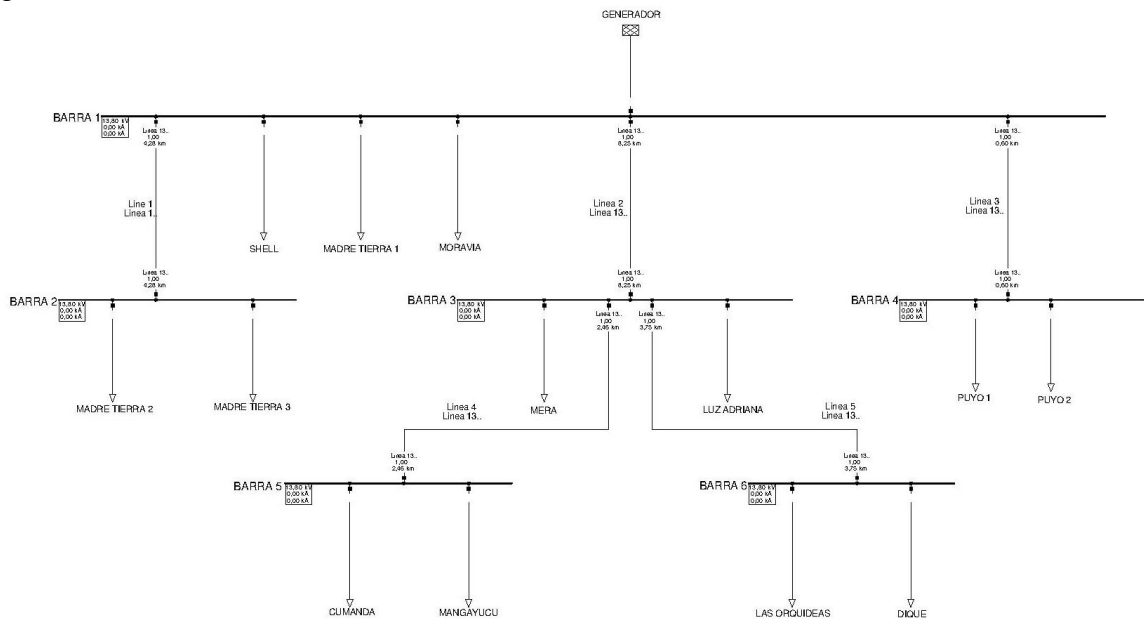 GENERADOR
BARRA 1
13,80 kV
0,00 kA
0,00 kA
Linea 13..
1,00
4,28 km
Linea 13..
1,00
8,25 km
Linea 13..
1,00
0,60 km
Line 1
Linea 1..
Linea 2
Linea 13..
Linea 3
Linea 13..
SHELL
MADRE TIERRA 1
MORAVIA
Linea 13..
1,00
4,28 km
Linea 13..
1,00
8,25 km
Linea 13..
1,00
0,60 km
BARRA 2
13,80 kV
0,00 kA
0,00 kA
BARRA 3
13,80 kV
0,00 kA
0,00 kA
Linea 13..
1,00
2,06 km
Linea 13..
1,00
3,75 km
BARRA 4
13,80 kV
0,00 kA
0,00 kA
MADRE TIERRA 2
MADRE TIERRA 3
Linea 4
Linea 13..
MERA
LUZ ADRIANA
Linea 5
Linea 13..
PUYO 1
PUYO 2
Linea 13..
1,00
2,06 km
Linea 13..
1,00
3,75 km
BARRA 5
13,80 kV
0,00 kA
0,00 kA
BARRA 6
13,80 kV
0,00 kA
0,00 kA
CUMANDA
MANGAYUCU
LAS ORQUIDEAS
DIQUE